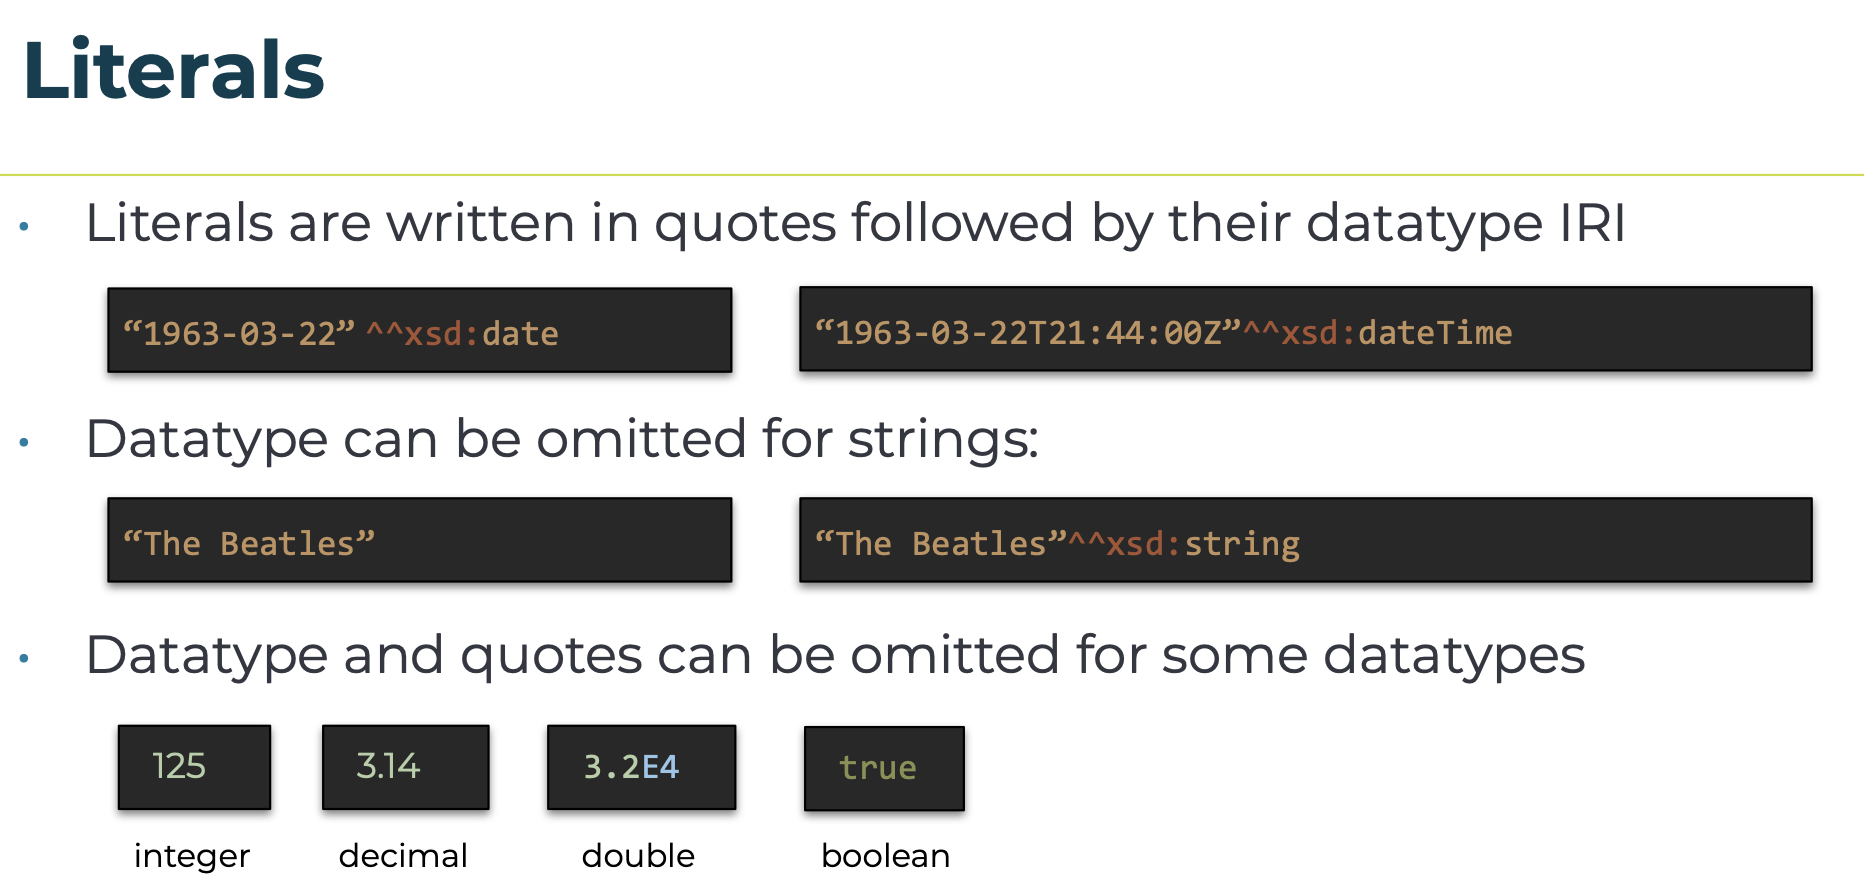 Literals
• Literals are written in quotes followed by their datatype IRI
“1963-03-22” ^^xsd:date
“1963-03-22T21:44:00Z”^^xsd:dateTime
• Datatype can be omitted for strings:
“The Beatles”
“The Beatles”^^xsd:string
• Datatype and quotes can be omitted for some datatypes
125
3.14
3.2E4
true
integer
decimal
double
boolean